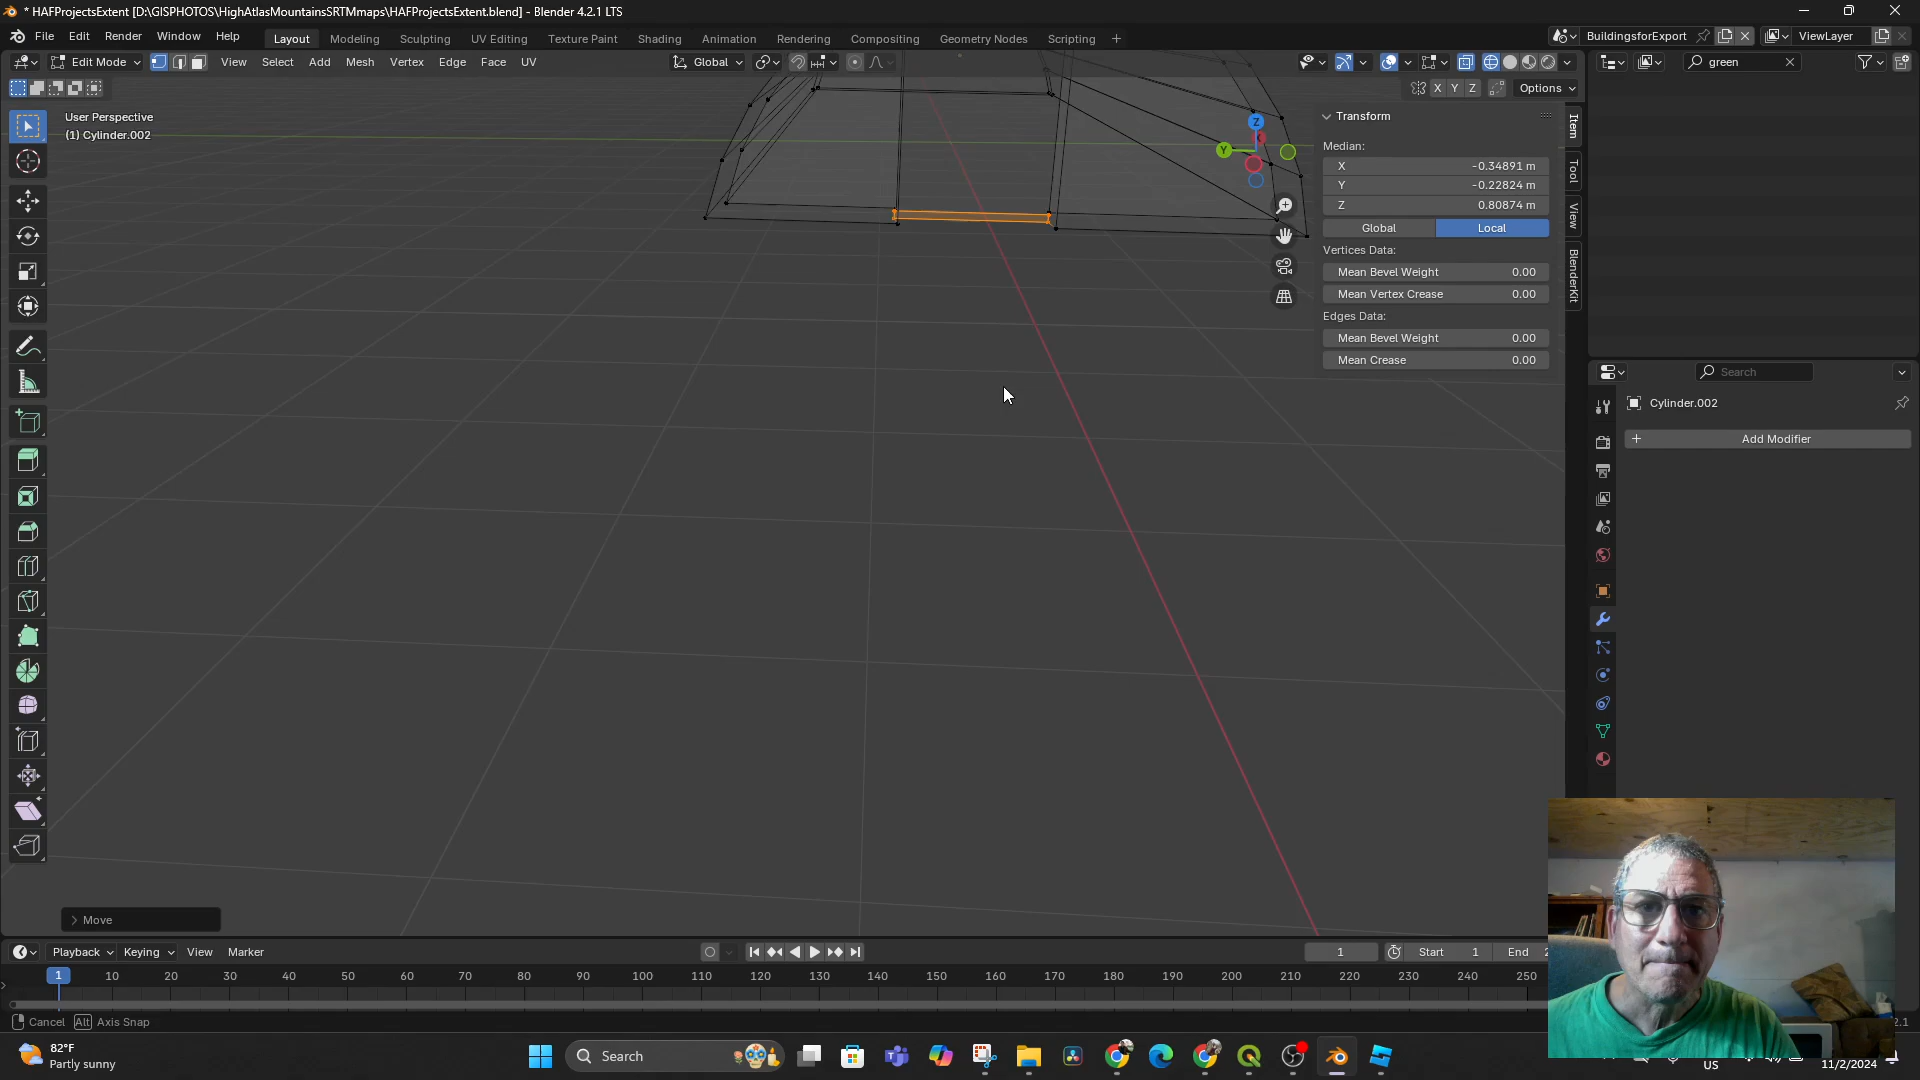 * HAFProjectsExtent [D:\GISPHOTOS\HighAtlasMountainsSRTMmaps\HAFProjectsExtent.blend] - Blender 4.2.1 LTS
File Edit Render Window Help Layout Modeling Sculpting UV Editing Texture Paint Shading Animation Rendering Compositing Geometry Nodes Scripting + BuildingsforExport ViewLayer
Edit Mode View Select Add Mesh Vertex Edge Face UV Global green
X Y Z Options
User Perspective
(1) Cylinder.002
Transform
Median:
X -0.34891 m
Y -0.22824 m
Z 0.80874 m
Global Local
Vertices Data:
Mean Bevel Weight 0.00
Mean Vertex Crease 0.00
Edges Data:
Mean Bevel Weight 0.00
Mean Crease 0.00
Item
Tool
View
BlenderKit
Z
Y
Search
Cylinder.002
+ Add Modifier
> Move
Playback Keying View Marker 1 Start 1 End 2
1 10 20 30 40 50 60 70 80 90 100 110 120 130 140 150 160 170 180 190 200 210 220 230 240 250
Cancel Alt Axis Snap
82°F
Partly sunny
Search
US
11/2/2024